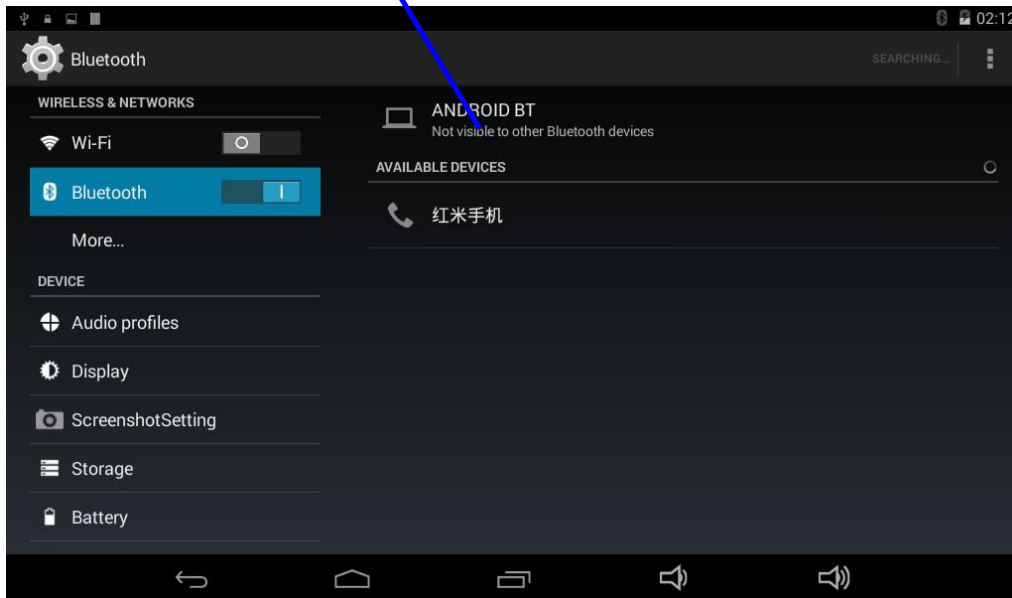 02:12
Bluetooth
SEARCHING...
WIRELESS & NETWORKS
Wi-Fi
Bluetooth
More...
DEVICE
Audio profiles
Display
ScreenshotSetting
Storage
Battery
ANDROID BT
Not visible to other Bluetooth devices
AVAILABLE DEVICES
红米手机